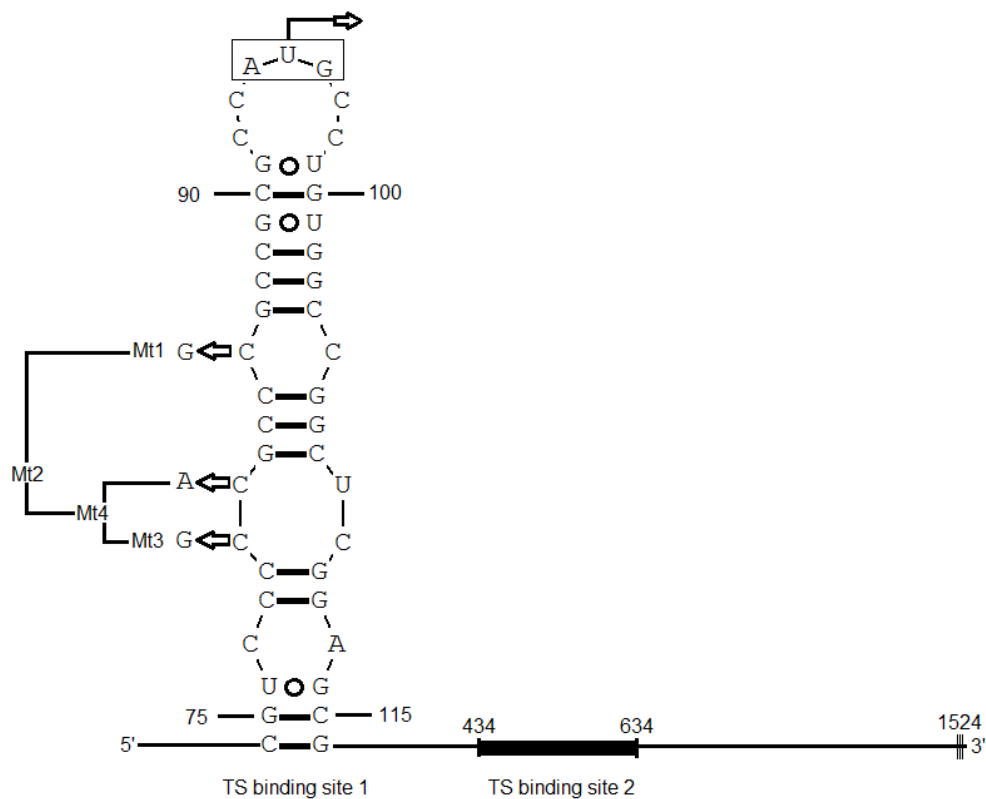 U
A G
C C
C C
G U
90 C G 100
G U
C G
C G
G C
Mt1 G C C
C G
C G
G C
Mt2 A C U
Mt4
Mt3 G C C
C G
C G
C A
U G
75 G C 115 434 634 1524
5' C G 3'
TS binding site 1 TS binding site 2